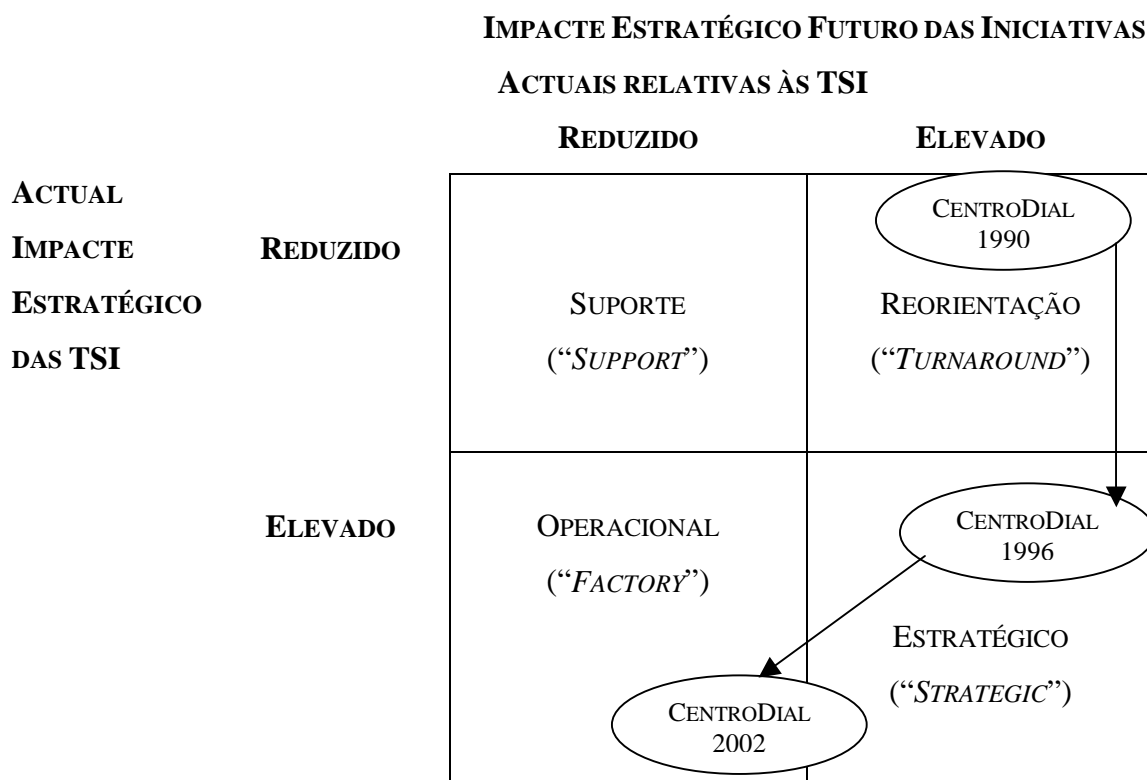 IMPACTE ESTRATÉGICO FUTURO DAS INICIATIVAS
ACTUAIS RELATIVAS ÀS TSI
REDUZIDO ELEVADO
ACTUAL
IMPACTE
ESTRATÉGICO
DAS TSI
REDUZIDO
CENTRODIAL
1990
SUPORTE
(“SUPPORT”)
REORIENTAÇÃO
(“TURNAROUND”)
ELEVADO
OPERACIONAL
(“FACTORY”)
CENTRODIAL
1996
ESTRATÉGICO
(“STRATEGIC”)
CENTRODIAL
2002